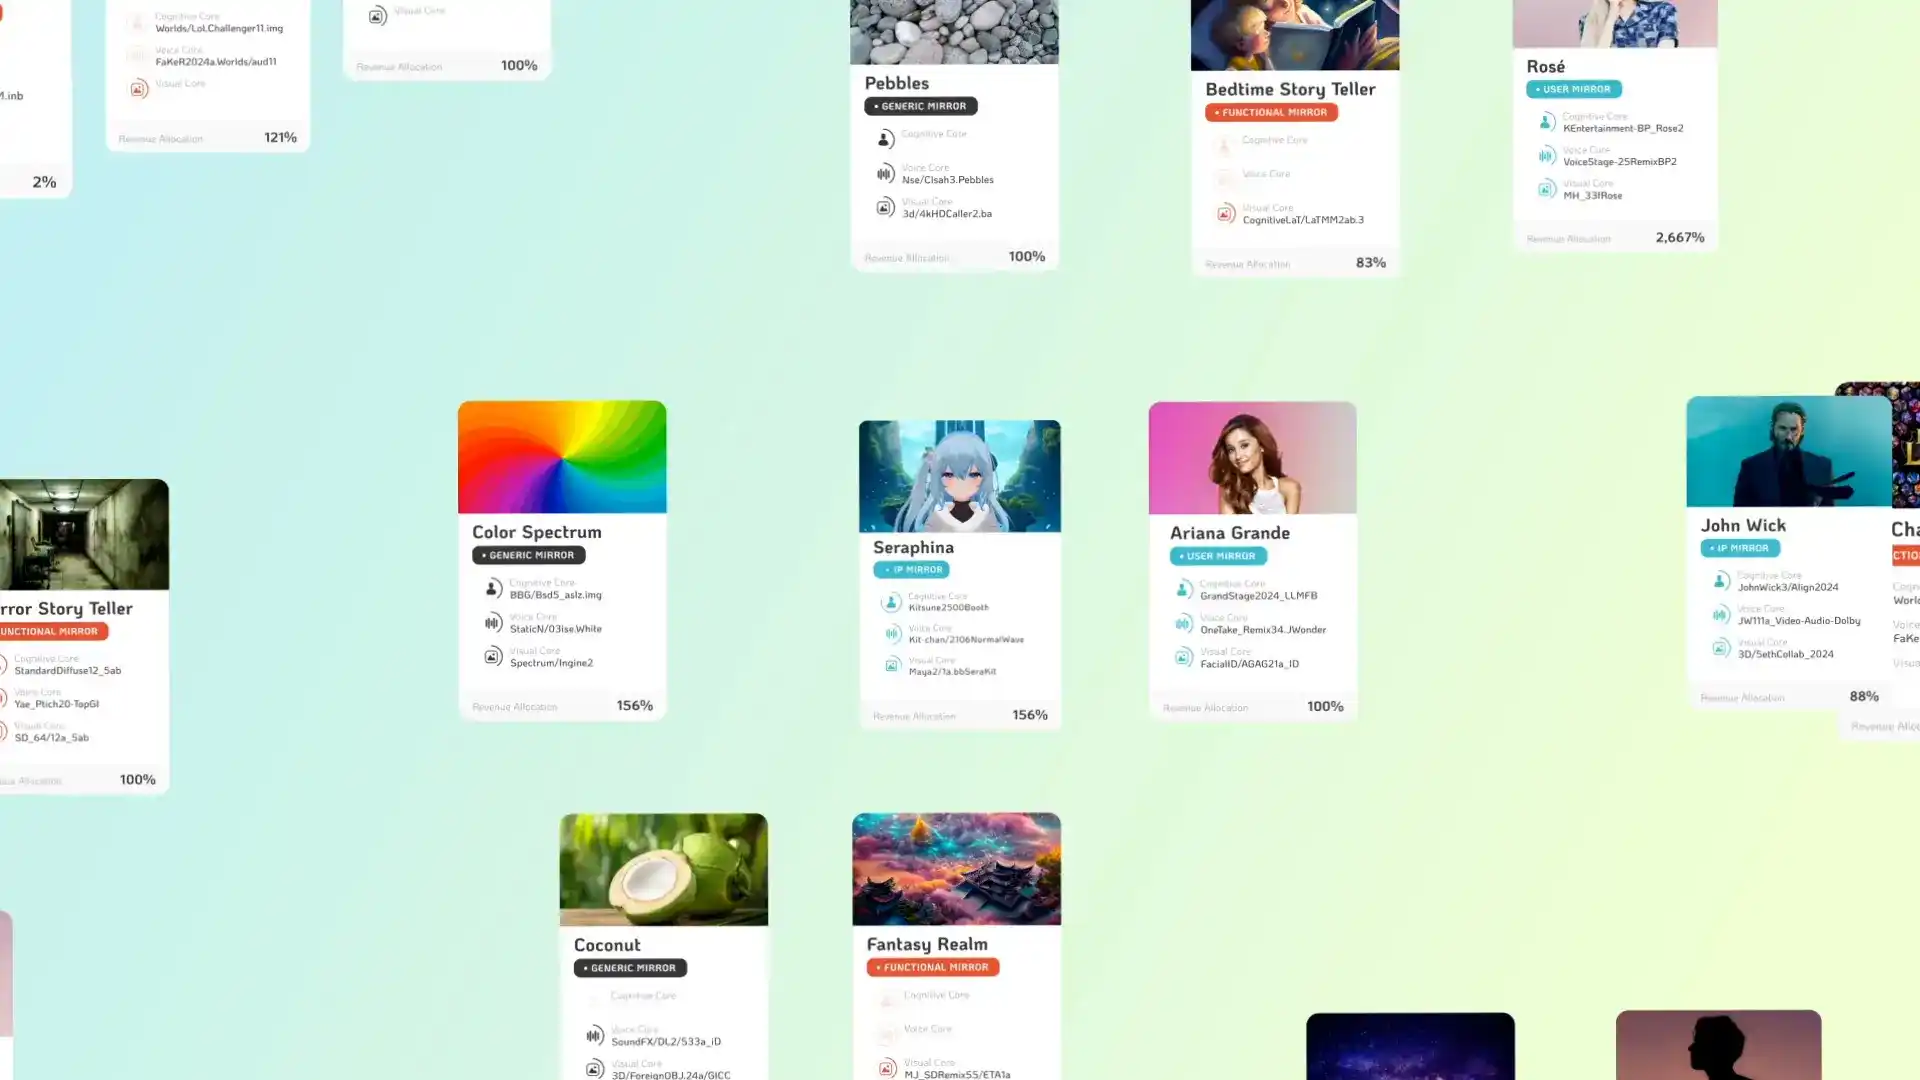 Cognitive Core
Worlds/Lol.Challenger11.img
Voice Core
FaKeR2024a.Worlds/aud11
Visual Core
Revenue Allocation
121%
Visual Core
Revenue Allocation
100%
2%
Pebbles
• GENERIC MIRROR
Cognitive Core
Voice Core
Nse/Clsah3.Pebbles
Visual Core
3d/4kHDCaller2.ba
Revenue Allocation
100%
Bedtime Story Teller
• FUNCTIONAL MIRROR
Cognitive Core
Voice Core
Visual Core
CognitiveLaT/LaTMM2ab.3
Revenue Allocation
83%
Rosé
• USER MIRROR
Cognitive Core
KEntertainment-BP_Rose2
Voice Core
VoiceStage-25RemixBP2
Visual Core
MH_33lRose
Revenue Allocation
2,667%
rror Story Teller
UNCTIONAL MIRROR
Cognitive Core
StandardDiffuse12_5ab
Voice Core
Yae_Ptich20-TopGl
Visual Core
SD_64/12a_5ab
Allocation
100%
Color Spectrum
• GENERIC MIRROR
Cognitive Core
BBG/Bsd5_aslz.img
Voice Core
StaticN/03ise.White
Visual Core
Spectrum/Ingine2
Revenue Allocation
156%
Seraphina
• IP MIRROR
Cognitive Core
Kitsune2500Booth
Voice Core
Kit-chan/2106NormalWave
Visual Core
Maya2/1a.bbSeraKit
Revenue Allocation
156%
Ariana Grande
• USER MIRROR
Cognitive Core
GrandStage2024_LLMFB
Voice Core
OneTake_Remix34.JWonder
Visual Core
FacialID/AGAG21a_ID
Revenue Allocation
100%
John Wick
• IP MIRROR
Cognitive Core
JohnWick3/Align2024
Voice Core
JW111a_Video-Audio-Dolby
Visual Core
3D/SethCollab_2024
Revenue Allocation
88%
Cha
CTIO
Cogn
World
Voice
FaKe
Visua
Revenue Alloc
Coconut
• GENERIC MIRROR
Cognitive Core
Voice Core
SoundFX/DL2/533a_iD
Visual Core
3D/ForeignOBJ.24a/GICC
Fantasy Realm
• FUNCTIONAL MIRROR
Cognitive Core
Voice Core
Visual Core
MJ_SDRemix55/ETA1a